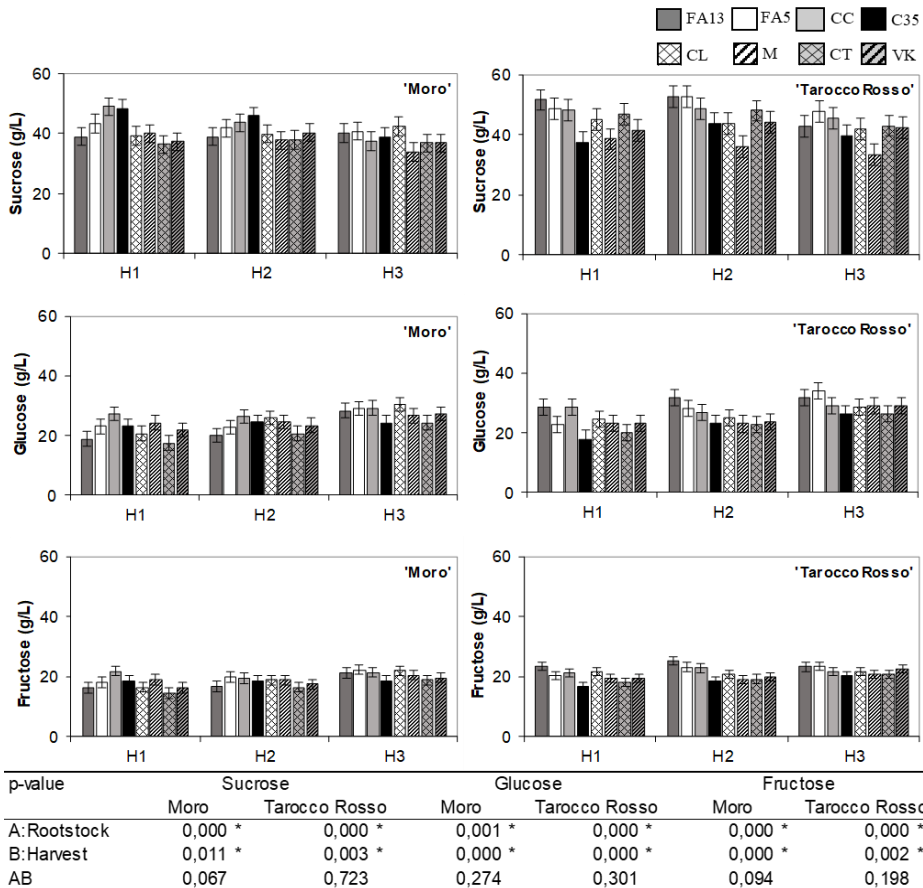 FA13 FA5 CC C35
CL M CT VK
60
40
20
0
Sucrose (g/L)
'Moro'
H1 H2 H3
60
40
20
0
Sucrose (g/L)
'Tarocco Rosso'
H1 H2 H3
60
40
20
0
Glucose (g/L)
'Moro'
H1 H2 H3
60
40
20
0
Glucose (g/L)
'Tarocco Rosso'
H1 H2 H3
60
40
20
0
Fructose (g/L)
'Moro'
H1 H2 H3
60
40
20
0
Fructose (g/L)
'Tarocco Rosso'
H1 H2 H3
p-value Sucrose Glucose Fructose
Moro Tarocco Rosso Moro Tarocco Rosso Moro Tarocco Rosso
A:Rootstock 0,000 * 0,000 * 0,001 * 0,000 * 0,000 * 0,000 *
B:Harvest 0,011 * 0,003 * 0,000 * 0,000 * 0,000 * 0,002 *
AB 0,067 0,723 0,274 0,301 0,094 0,198